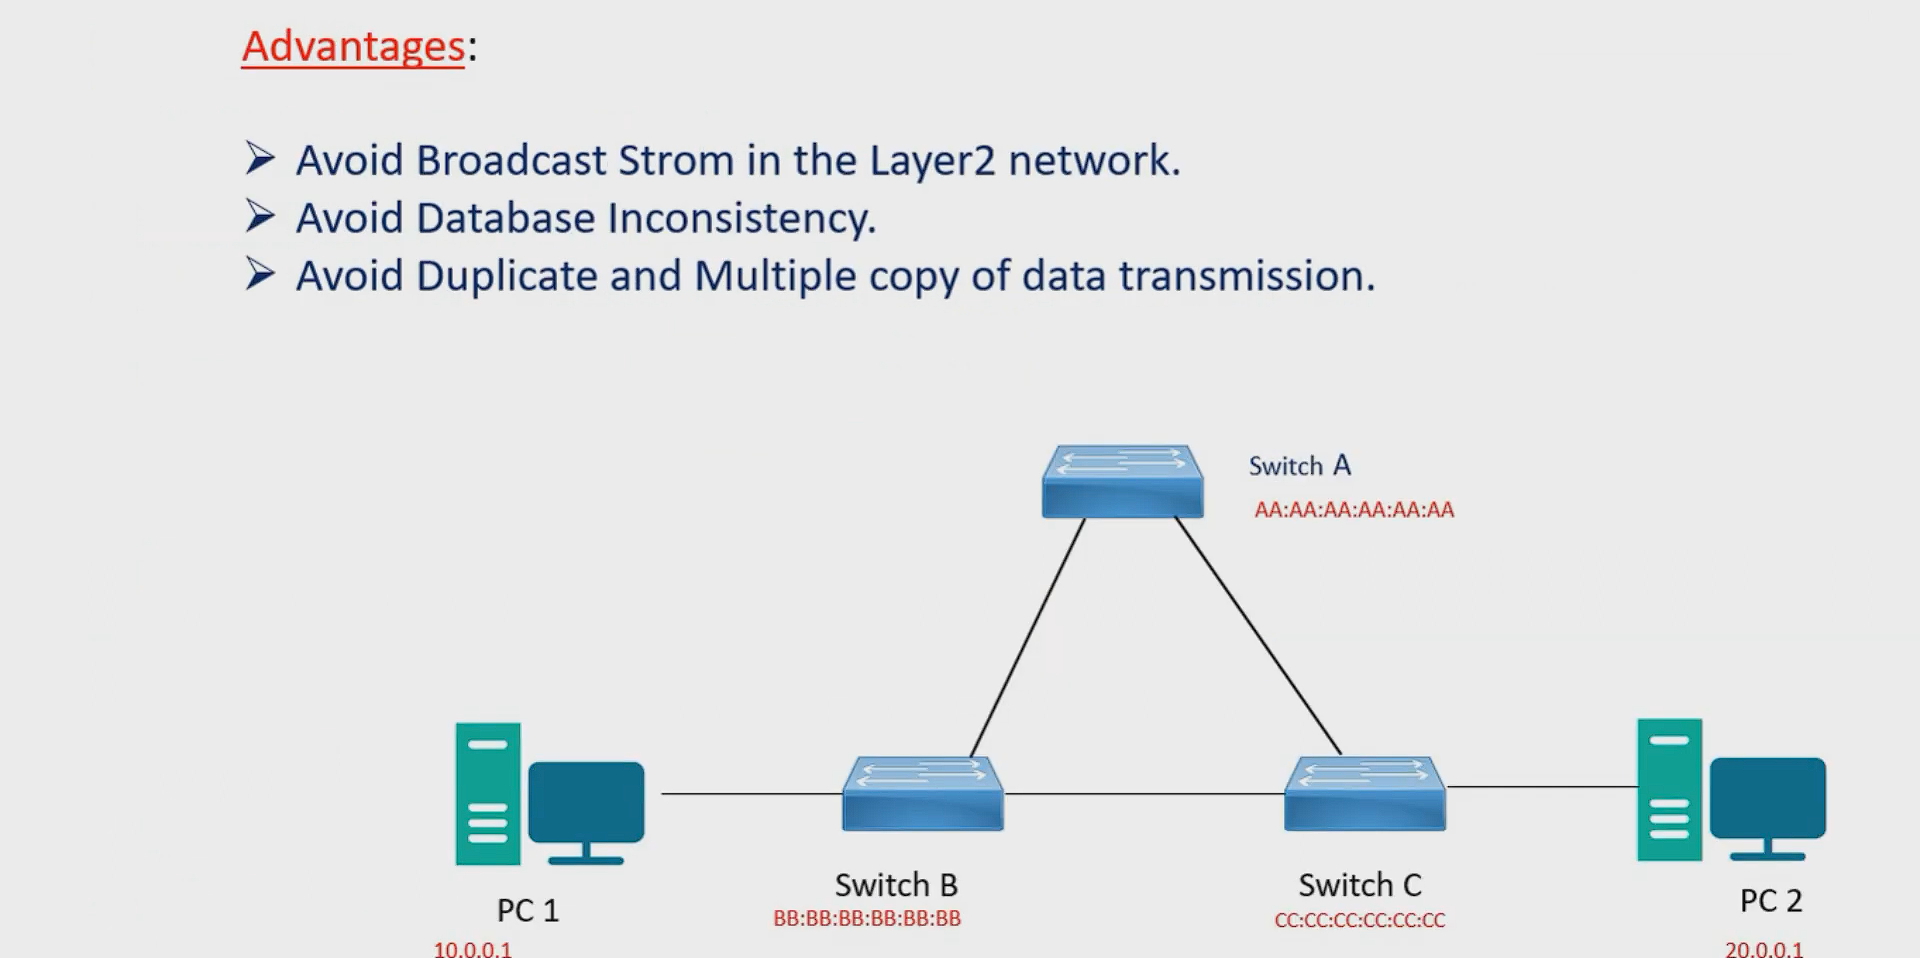 Advantages:
➢ Avoid Broadcast Strom in the Layer2 network.
➢ Avoid Database Inconsistency.
➢ Avoid Duplicate and Multiple copy of data transmission.
Switch A
AA:AA:AA:AA:AA:AA
Switch B
BB:BB:BB:BB:BB:BB
Switch C
CC:CC:CC:CC:CC:CC
PC 1
10.0.0.1
PC 2
20.0.0.1